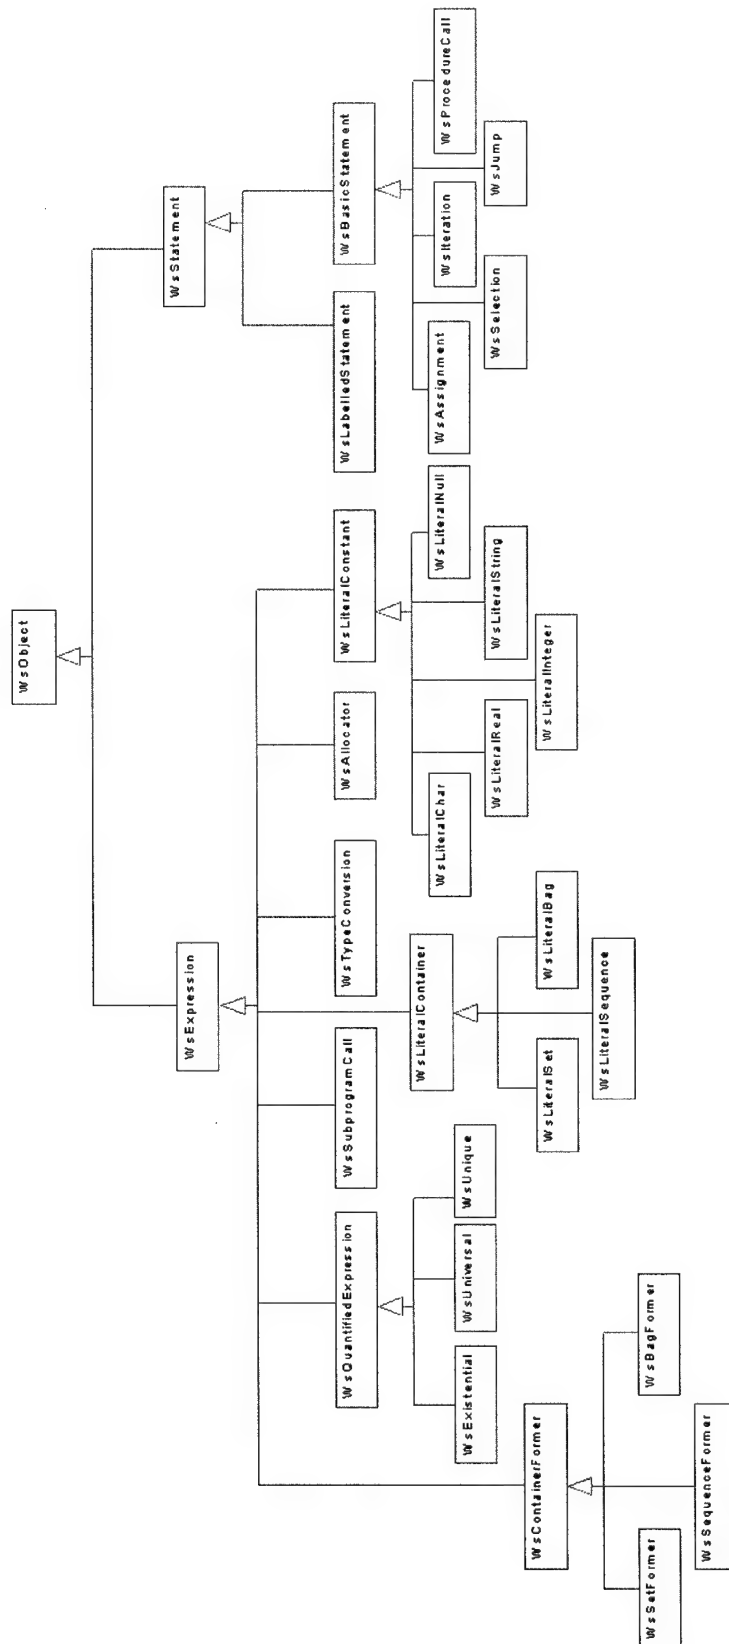 WsObject
WsExpression
WsStatement
WsContainerFormer
WsQuantifiedExpression
WsSubprogramCall
WsLiteralContainer
WsTypeConversion
WsAllocator
WsLiteralConstant
WsLabelledStatement
WsBasicStatement
WsSetFormer
WsSequenceFormer
WsBagFormer
WsExistential
WsUniversal
WsUnique
WsLiteralSet
WsLiteralSequence
WsLiteralBag
WsLiteralChar
WsLiteralReal
WsLiteralInteger
WsLiteralString
WsLiteralNull
WsAssignment
WsSelection
WsIteration
WsJump
WsProcedureCall